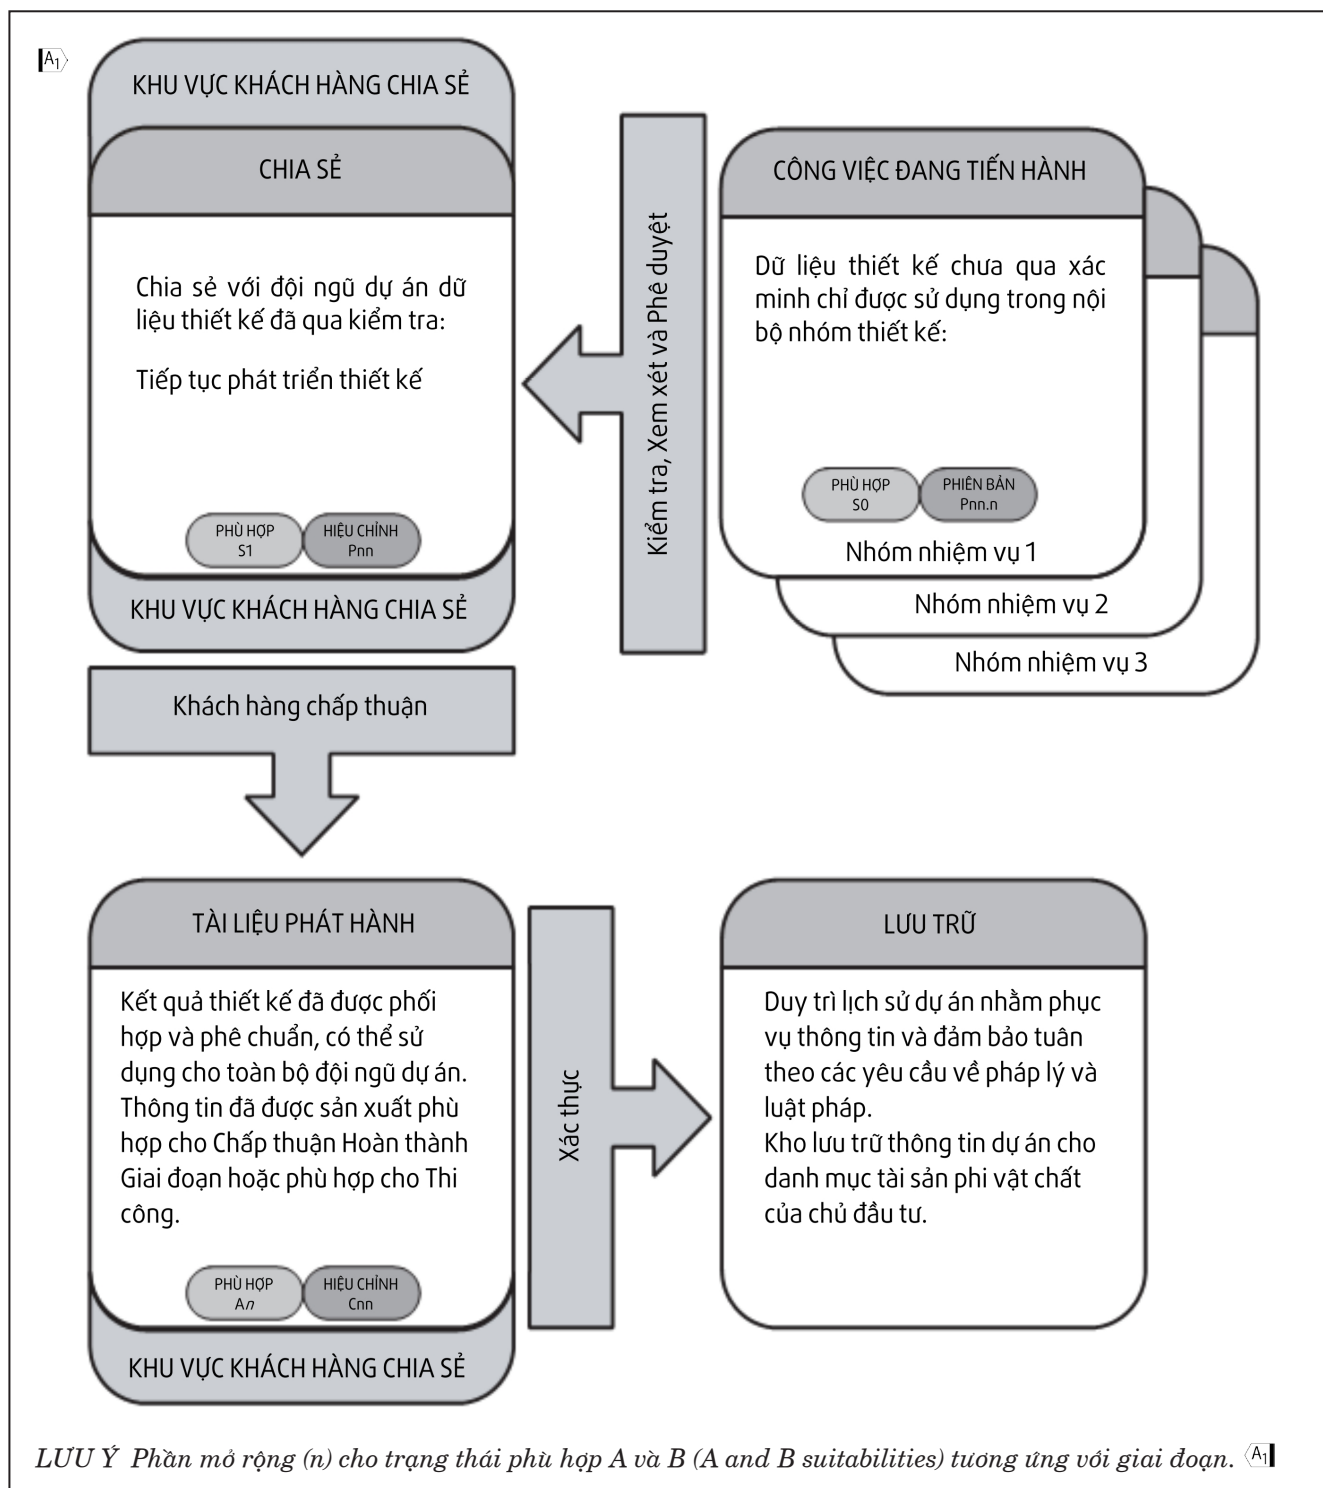 A1
KHU VỰC KHÁCH HÀNG CHIA SẺ
CHIA SẺ
Chia sẻ với đội ngũ dự án dữ
liệu thiết kế đã qua kiểm tra:
Tiếp tục phát triển thiết kế
PHÙ HỢP
S1
HIỆU CHỈNH
Pnn
KHU VỰC KHÁCH HÀNG CHIA SẺ
Kiểm tra, Xem xét và Phê duyệt
CÔNG VIỆC ĐANG TIẾN HÀNH
Dữ liệu thiết kế chưa qua xác
minh chỉ được sử dụng trong nội
bộ nhóm thiết kế:
PHÙ HỢP
S0
PHIÊN BẢN
Pnn.n
Nhóm nhiệm vụ 1
Nhóm nhiệm vụ 2
Nhóm nhiệm vụ 3
Khách hàng chấp thuận
TÀI LIỆU PHÁT HÀNH
Kết quả thiết kế đã được phối
hợp và phê chuẩn, có thể sử
dụng cho toàn bộ đội ngũ dự án.
Thông tin đã được sản xuất phù
hợp cho Chấp thuận Hoàn thành
Giai đoạn hoặc phù hợp cho Thi
công.
PHÙ HỢP
An
HIỆU CHỈNH
Cnn
KHU VỰC KHÁCH HÀNG CHIA SẺ
Xác thực
LƯU TRỮ
Duy trì lịch sử dự án nhằm phục
vụ thông tin và đảm bảo tuân
theo các yêu cầu về pháp lý và
luật pháp.
Kho lưu trữ thông tin dự án cho
danh mục tài sản phi vật chất
của chủ đầu tư.
LƯU Ý Phần mở rộng (n) cho trạng thái phù hợp A và B (A and B suitabilities) tương ứng với giai đoạn. A1